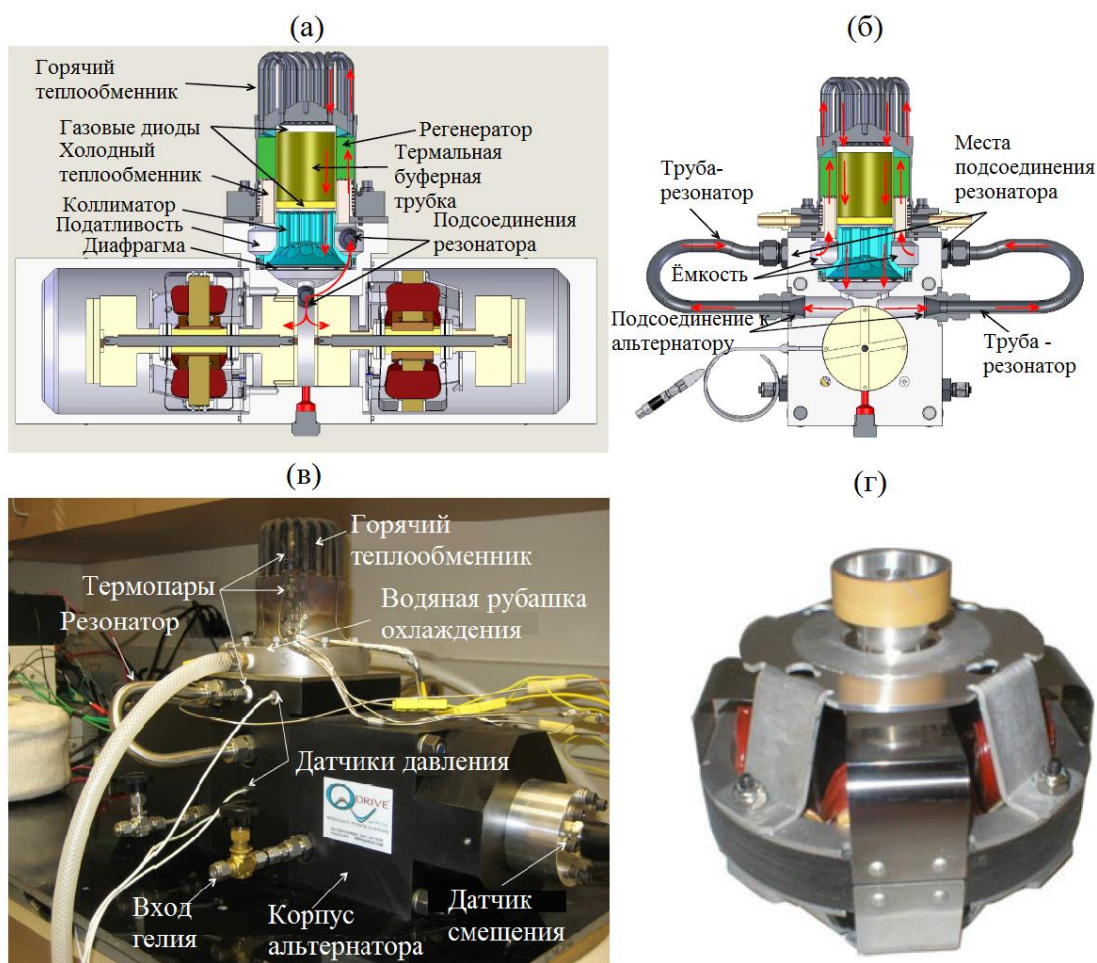 (а)
Горячий
теплообменник
Газовые диоды
Холодный
теплообменник
Коллиматор
Податливость
Диафрагма
Регенератор
Термальная
буферная
трубка
Подсоединения
резонатора
(б)
Труба-
резонатор
Места
подсоединения
резонатора
Ёмкость
Подсоединение к
альтернатору
Труба -
резонатор
(в)
Горячий
теплообменник
Термопары
Резонатор
Водяная рубашка
охлаждения
Датчики давления
QDRIVE
Вход
гелия
Корпус
альтернатора
Датчик
смещения
(г)